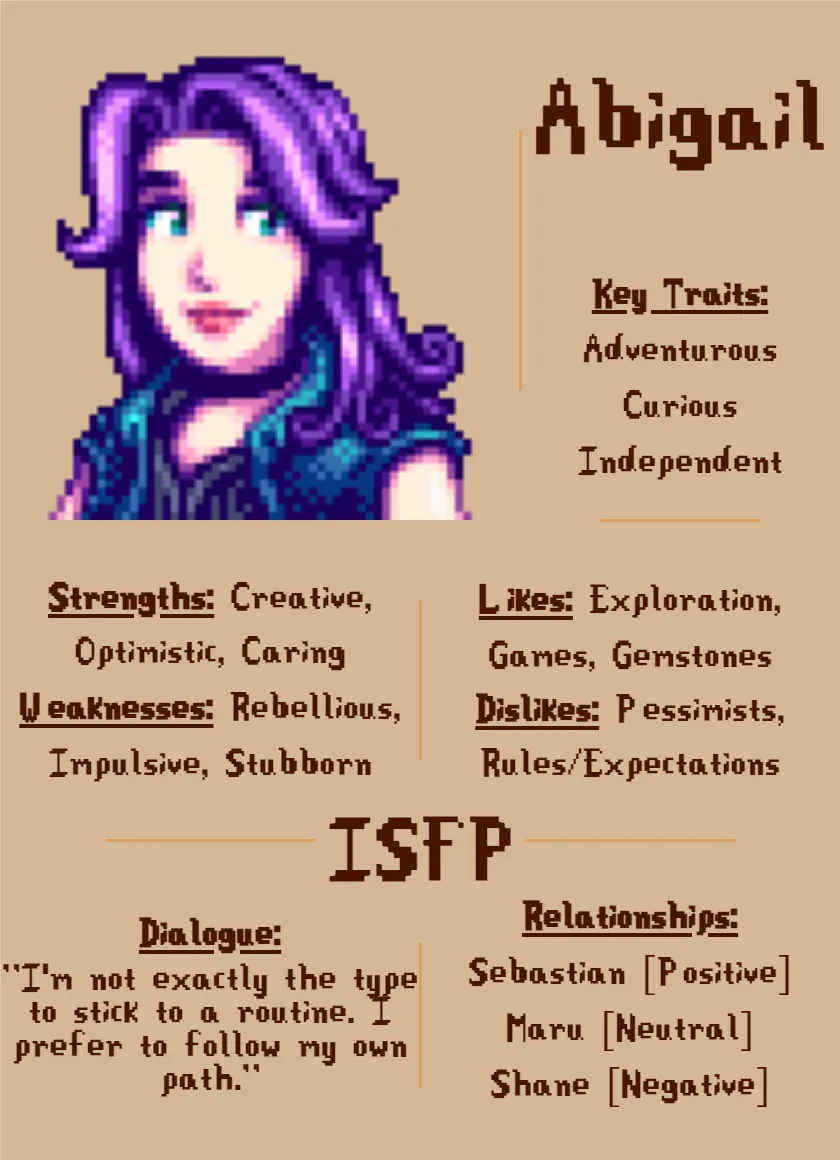 Abigail
Key Traits:
Adventurous
Curious
Independent
Strengths: Creative,
Optimistic, Caring
Weaknesses: Rebellious,
Impulsive, Stubborn
Likes: Exploration,
Games, Gemstones
Dislikes: Pessimists,
Rules/Expectations
ISFP
Dialogue:
"I'm not exactly the type
to stick to a routine. I
prefer to follow my own
path."
Relationships:
Sebastian [Positive]
Maru [Neutral]
Shane [Negative]